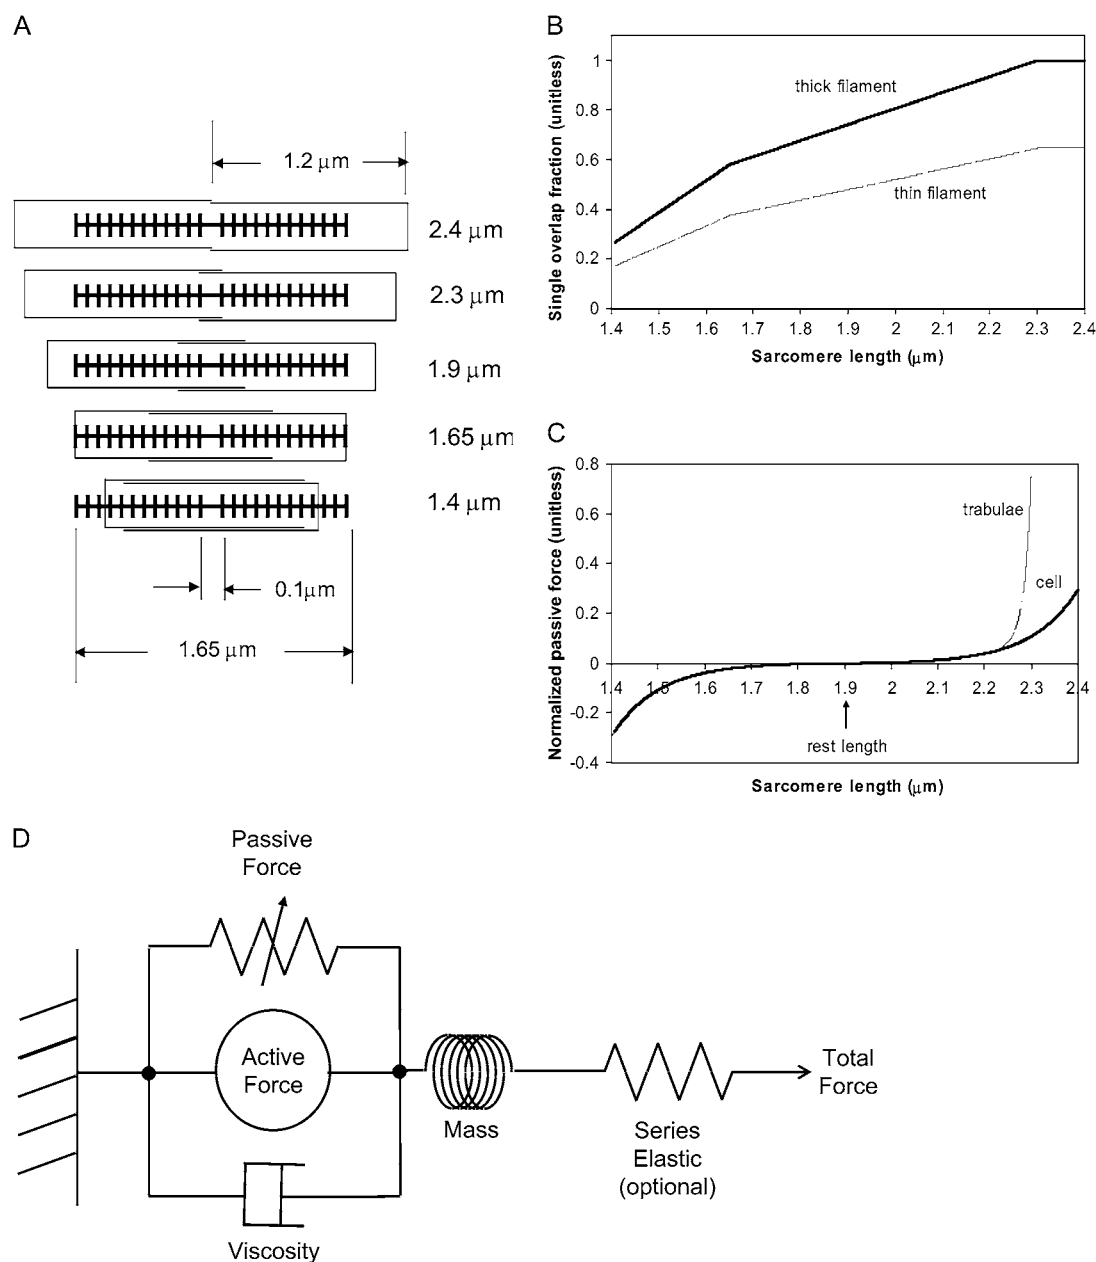 A
1.2 μm
2.4 μm
2.3 μm
1.9 μm
1.65 μm
1.4 μm
0.1μm
1.65 μm
B
Single overlap fraction (unitless)
1
0.8
0.6
0.4
0.2
0
thick filament
thin filament
1.4 1.5 1.6 1.7 1.8 1.9 2 2.1 2.2 2.3 2.4
Sarcomere length (μm)
C
Normalized passive force (unitless)
0.8
0.6
0.4
0.2
0
-0.2
-0.4
trabulae
cell
1.4 1.5 1.6 1.7 1.8 1.9 2 2.1 2.2 2.3 2.4
rest length
Sarcomere length (μm)
D
Passive
Force
Active
Force
Viscosity
Mass
Series
Elastic
(optional)
Total
Force